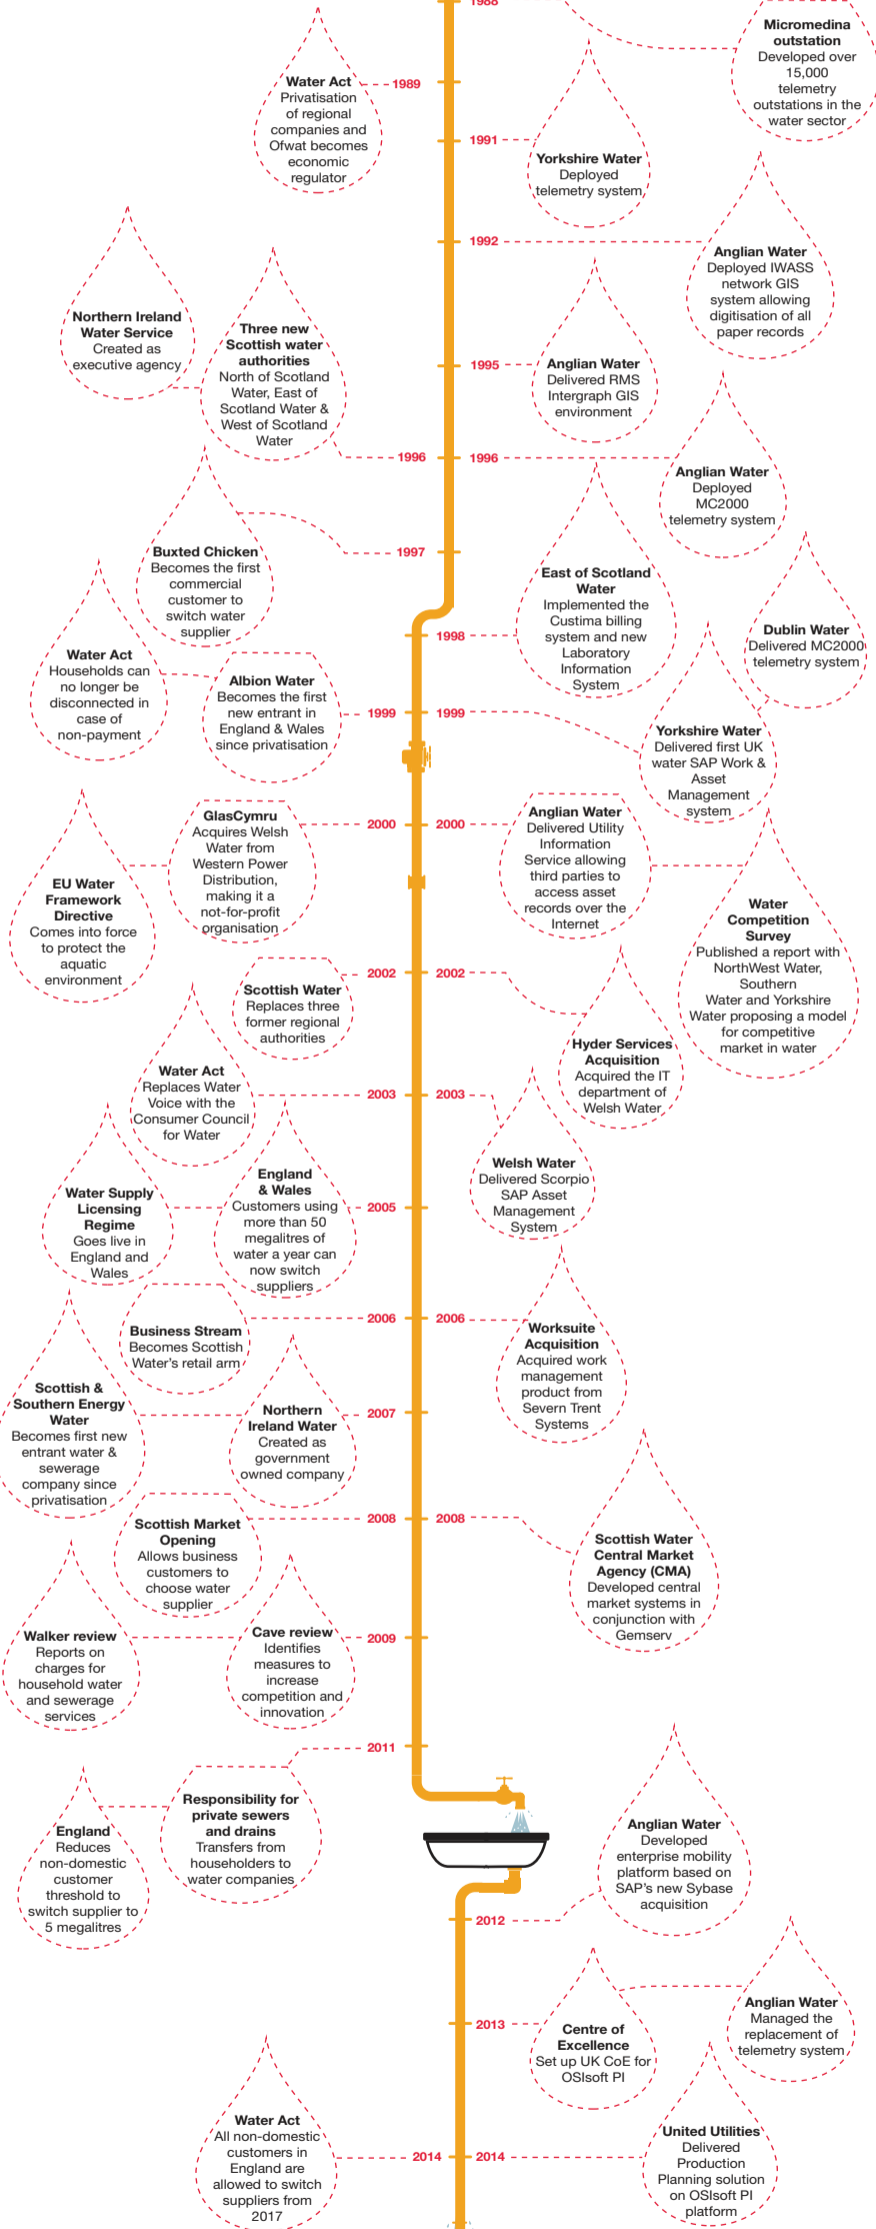 1988
Micromedina
outstation
Developed over
15,000
telemetry
outstations in the
water sector
Water Act
Privatisation
of regional
companies and
Ofwat becomes
economic
regulator
1989
1991
Yorkshire Water
Deployed
telemetry system
1992
Anglian Water
Deployed IWASS
network GIS
system allowing
digitisation of all
paper records
Northern Ireland
Water Service
Created as
executive agency
Three new
Scottish water
authorities
North of Scotland
Water, East of
Scotland Water &
West of Scotland
Water
1995
Anglian Water
Delivered RMS
Intergraph GIS
environment
1996
1996
Anglian Water
Deployed
MC2000
telemetry system
Buxted Chicken
Becomes the first
commercial
customer to
switch water
supplier
1997
East of Scotland
Water
Implemented the
Custima billing
system and new
Laboratory
Information
System
1998
Dublin Water
Delivered MC2000
telemetry system
Water Act
Households can
no longer be
disconnected in
case of
non-payment
Albion Water
Becomes the first
new entrant in
England & Wales
since privatisation
1999
1999
Yorkshire Water
Delivered first UK
water SAP Work &
Asset
Management
system
GlasCymru
Acquires Welsh
Water from
Western Power
Distribution,
making it a
not-for-profit
organisation
2000
2000
Anglian Water
Delivered Utility
Information
Service allowing
third parties to
access asset
records over the
Internet
EU Water
Framework
Directive
Comes into force
to protect the
aquatic
environment
Water
Competition
Survey
Published a report with
NorthWest Water,
Southern
Water and Yorkshire
Water proposing a model
for competitive
market in water
Scottish Water
Replaces three
former regional
authorities
2002
2002
Hyder Services
Acquisition
Acquired the IT
department of
Welsh Water
Water Act
Replaces Water
Voice with the
Consumer Council
for Water
2003
2003
Welsh Water
Delivered Scorpio
SAP Asset
Management
System
Water Supply
Licensing
Regime
Goes live in
England and
Wales
England
& Wales
Customers using
more than 50
megalitres of
water a year can
now switch
suppliers
2005
Business Stream
Becomes Scottish
Water's retail arm
2006
2006
Worksuite
Acquisition
Acquired work
management
product from
Severn Trent
Systems
Scottish &
Southern Energy
Water
Becomes first new
entrant water &
sewerage
company since
privatisation
Northern
Ireland Water
Created as
government
owned company
2007
Scottish Market
Opening
Allows business
customers to
choose water
supplier
2008
2008
Scottish Water
Central Market
Agency (CMA)
Developed central
market systems in
conjunction with
Gemserv
Walker review
Reports on
charges for
household water
and sewerage
services
Cave review
Identifies
measures to
increase
competition and
innovation
2009
2011
Responsibility for
private sewers
and drains
Transfers from
householders to
water companies
England
Reduces
non-domestic
customer
threshold to
switch supplier to
5 megalitres
Anglian Water
Developed
enterprise mobility
platform based on
SAP's new Sybase
acquisition
2012
2013
Centre of
Excellence
Set up UK CoE for
OSIsoft PI
Anglian Water
Managed the
replacement of
telemetry system
Water Act
All non-domestic
customers in
England are
allowed to switch
suppliers from
2017
2014
2014
United Utilities
Delivered
Production
Planning solution
on OSIsoft PI
platform